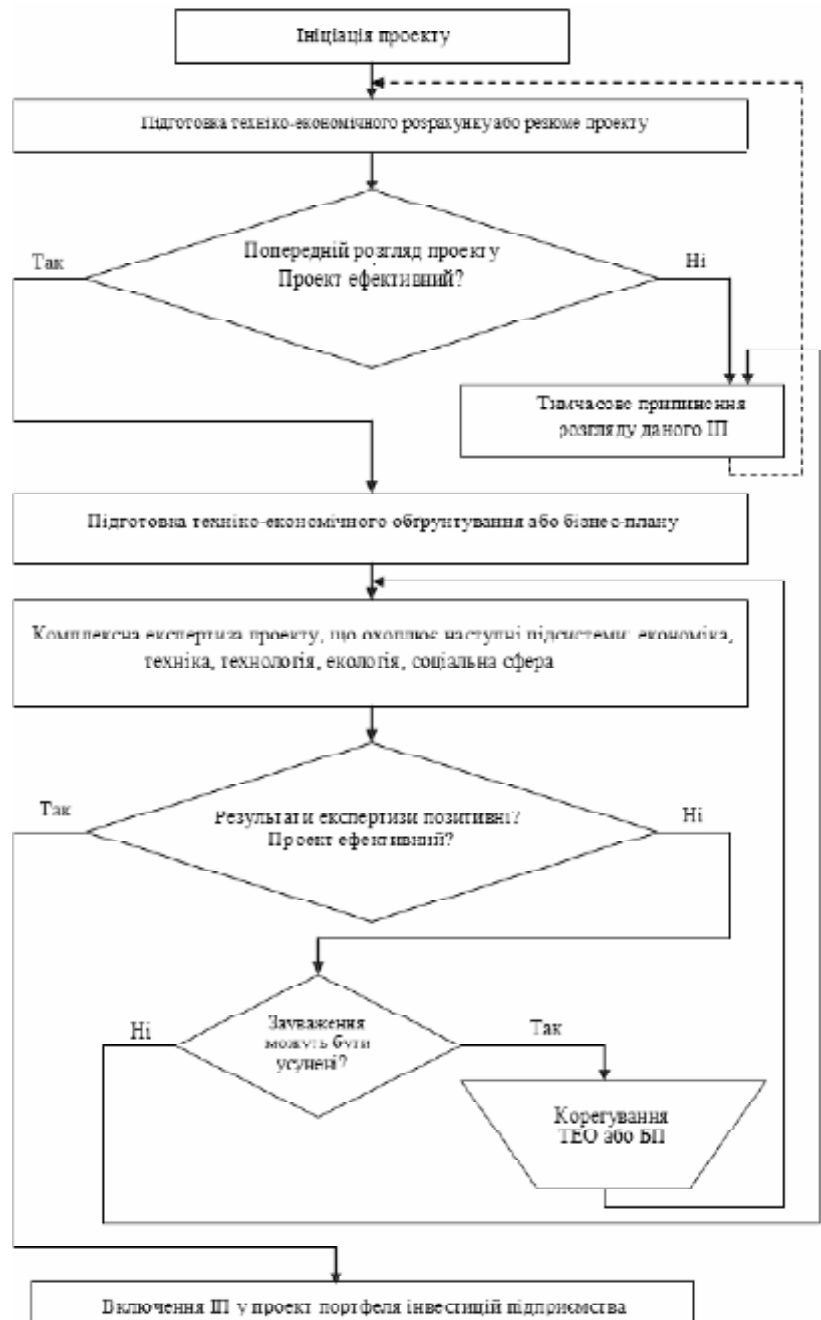 Ініціація проекту
Підготовка техніко-економічного розрахунку або резюме проекту
Попередній розгляд проекту
Так
Ні
Проект ефективний?
Тимчасове припинення
розгляду даного ІП
Підготовка техніко-економічного обґрунтування або бізнес-плану
Комплексна експертиза проекту, що охоплює наступні підсистеми: економіка,
техніка, технологія, екологія, соціальна сфера
Так
Результати експертизи позитивні?
Ні
Проект ефективний?
Ні
Зауваження
Так
можуть бути
усунені?
Корегування
ТЕО або БП
Включення ІП у проект портфеля інвестицій підприємства